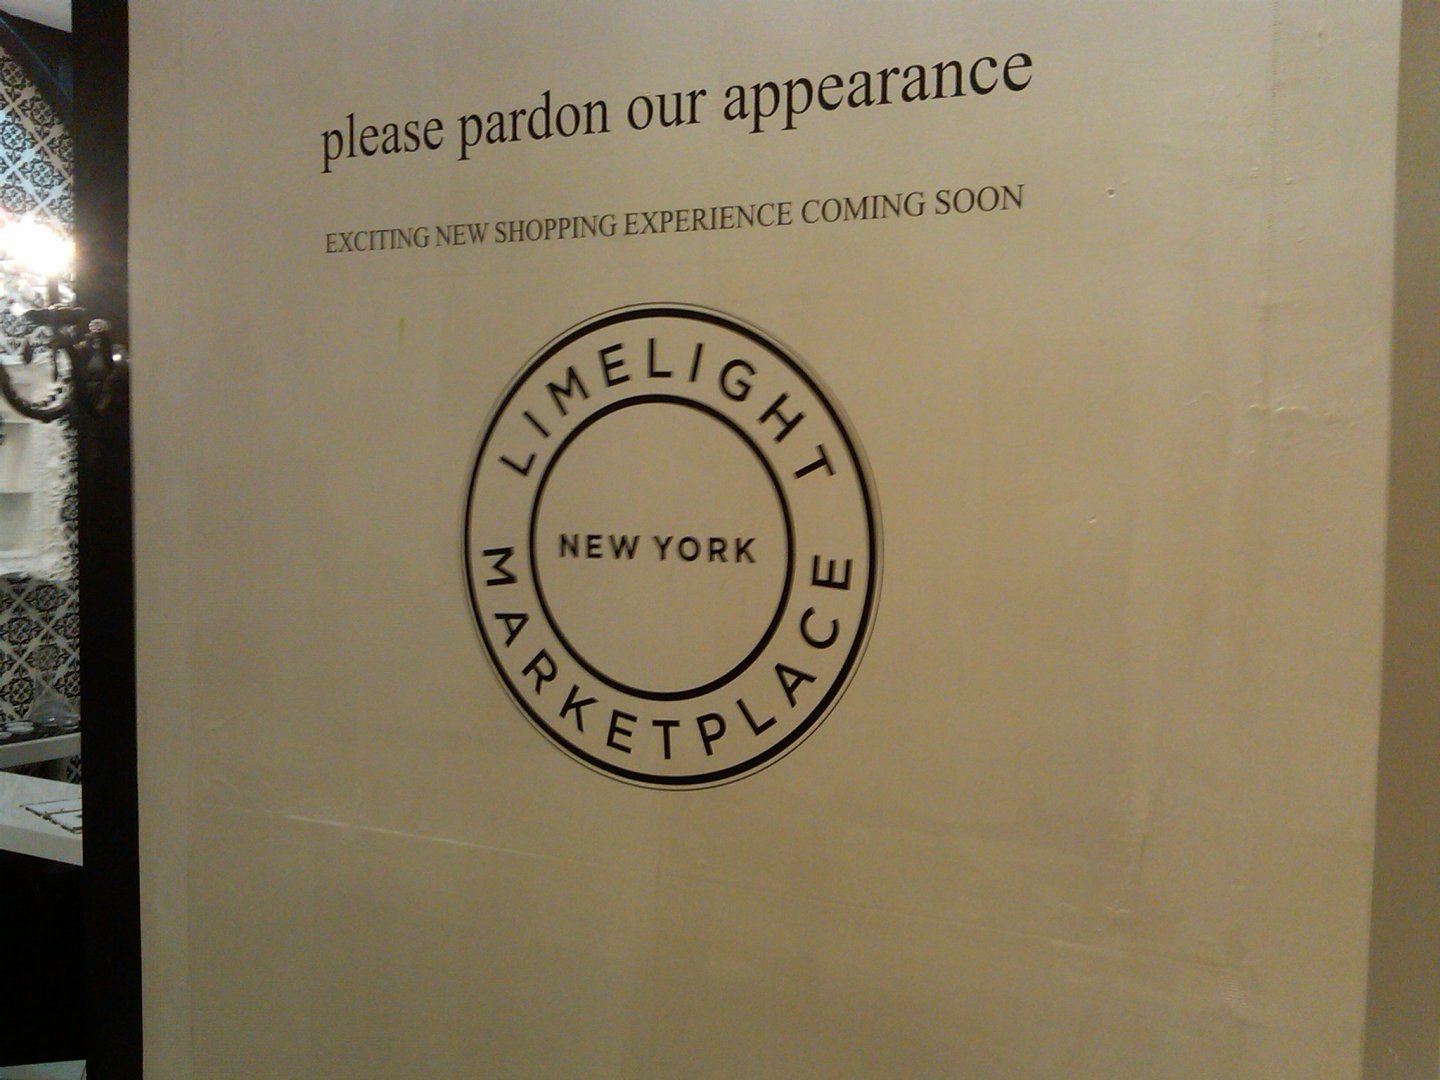 please pardon our appearance
EXCITING NEW SHOPPING EXPERIENCE COMING SOON
LIMELIGHT
NEW YORK
MARKETPLACE